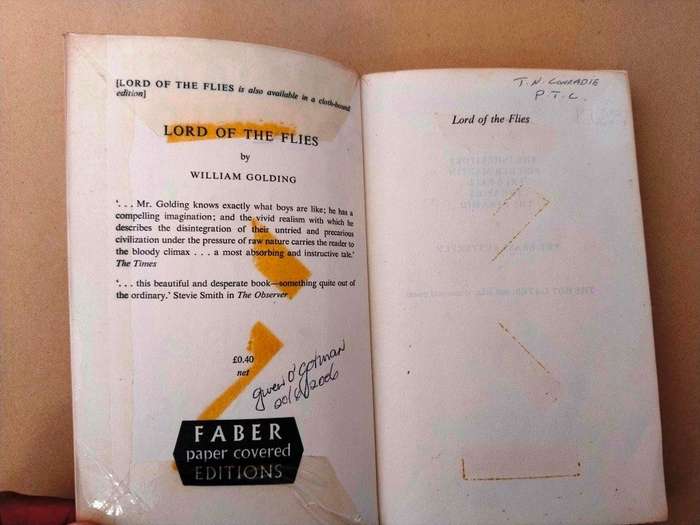 [LORD OF THE FLIES is also available in a cloth-bound
edition]
LORD OF THE FLIES
by
WILLIAM GOLDING
‘. . . Mr. Golding knows exactly what boys are like; he has a
compelling imagination; and the vivid realism with which he
describes the disintegration of their untried and precarious
civilization under the pressure of raw nature carries the reader to
the bloody climax . . . a most absorbing and instructive tale.’
The Times
‘. . . this beautiful and desperate book—something quite out of
the ordinary.’ Stevie Smith in The Observer
£0.40
net
FABER
paper covered
EDITIONS
T. N. CONRADIE
P. T. C.
Lord of the Flies